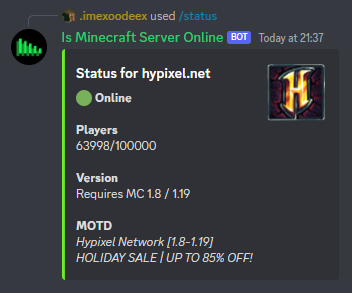 .imexoodeex used /status
Is Minecraft Server Online BOT Today at 21:37
Status for hypixel.net
Online
Players
63998/100000
Version
Requires MC 1.8 / 1.19
MOTD
Hypixel Network [1.8-1.19]
HOLIDAY SALE | UP TO 85% OFF!
H